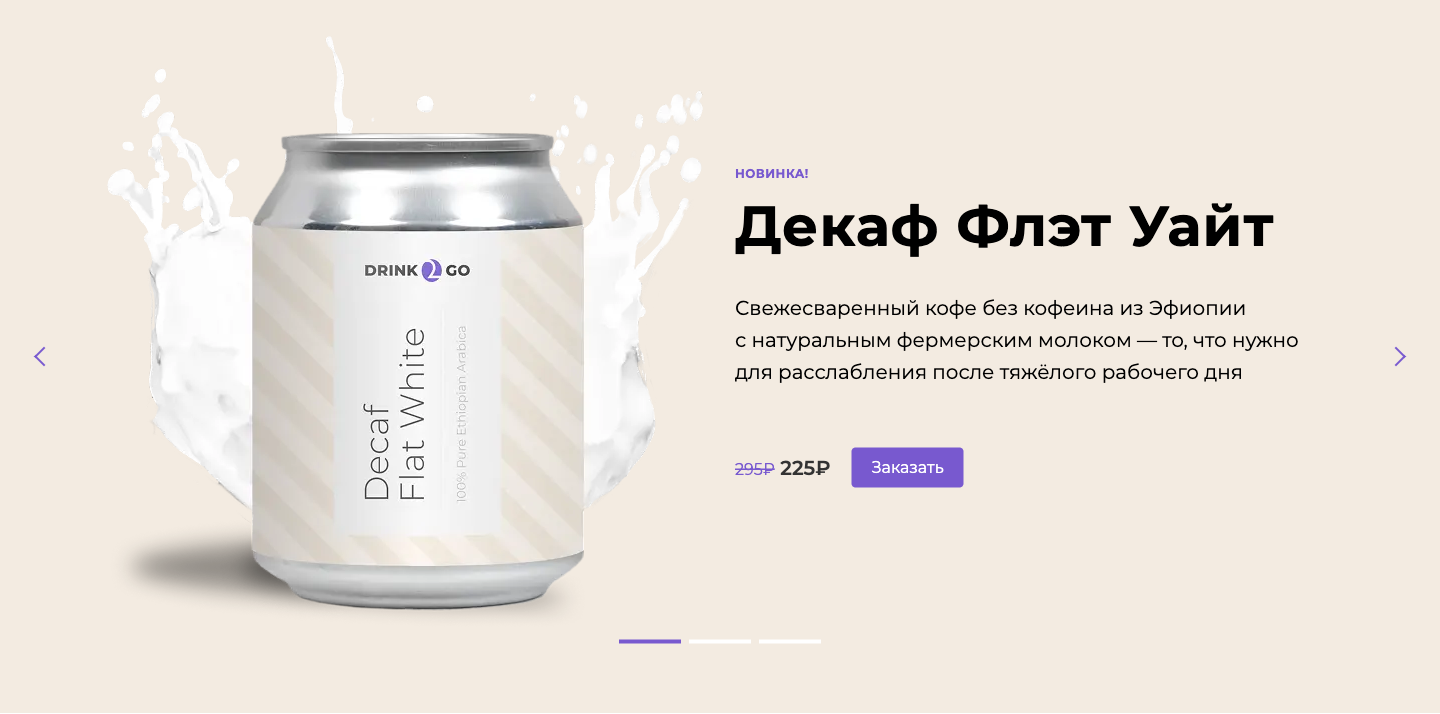 DRINK 2 GO
Decaf
Flat White
100% Pure Ethiopian Arabica
НОВИНКА!
Декаф Флэт Уайт
Свежесваренный кофе без кофеина из Эфиопии
с натуральным фермерским молоком — то, что нужно
для расслабления после тяжёлого рабочего дня
295₽ 225₽ Заказать